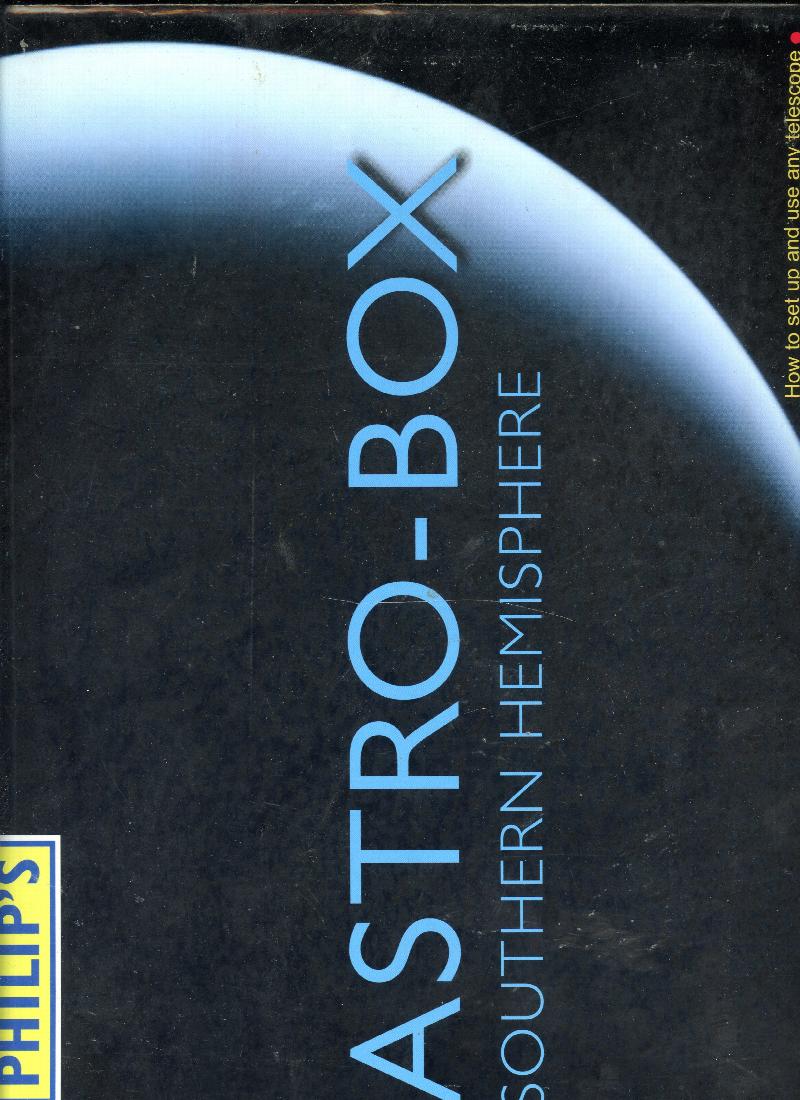 PHILIP'S
ASTRO-BOX
SOUTHERN HEMISPHERE
How to set up and use any telescope •